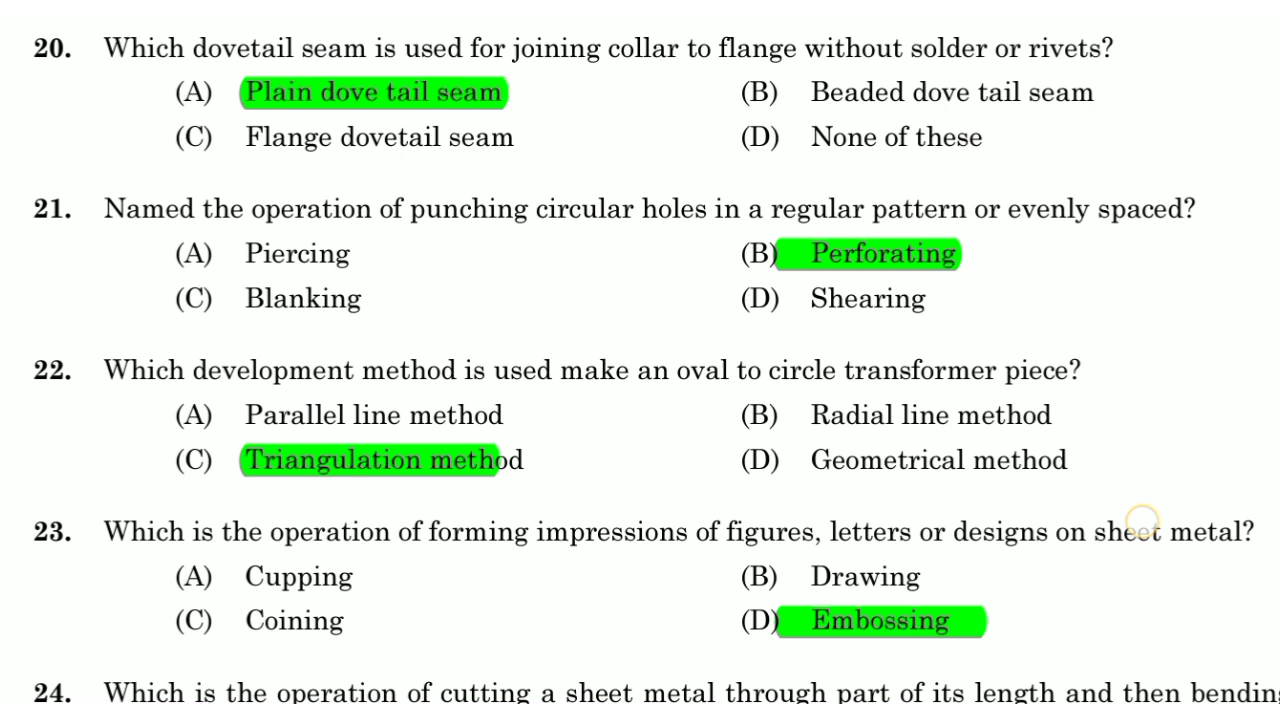 20. Which dovetail seam is used for joining collar to flange without solder or rivets?
(A) Plain dove tail seam (B) Beaded dove tail seam
(C) Flange dovetail seam (D) None of these
21. Named the operation of punching circular holes in a regular pattern or evenly spaced?
(A) Piercing (B) Perforating
(C) Blanking (D) Shearing
22. Which development method is used make an oval to circle transformer piece?
(A) Parallel line method (B) Radial line method
(C) Triangulation method (D) Geometrical method
23. Which is the operation of forming impressions of figures, letters or designs on sheet metal?
(A) Cupping (B) Drawing
(C) Coining (D) Embossing
24. Which is the operation of cutting a sheet metal through part of its length and then bending